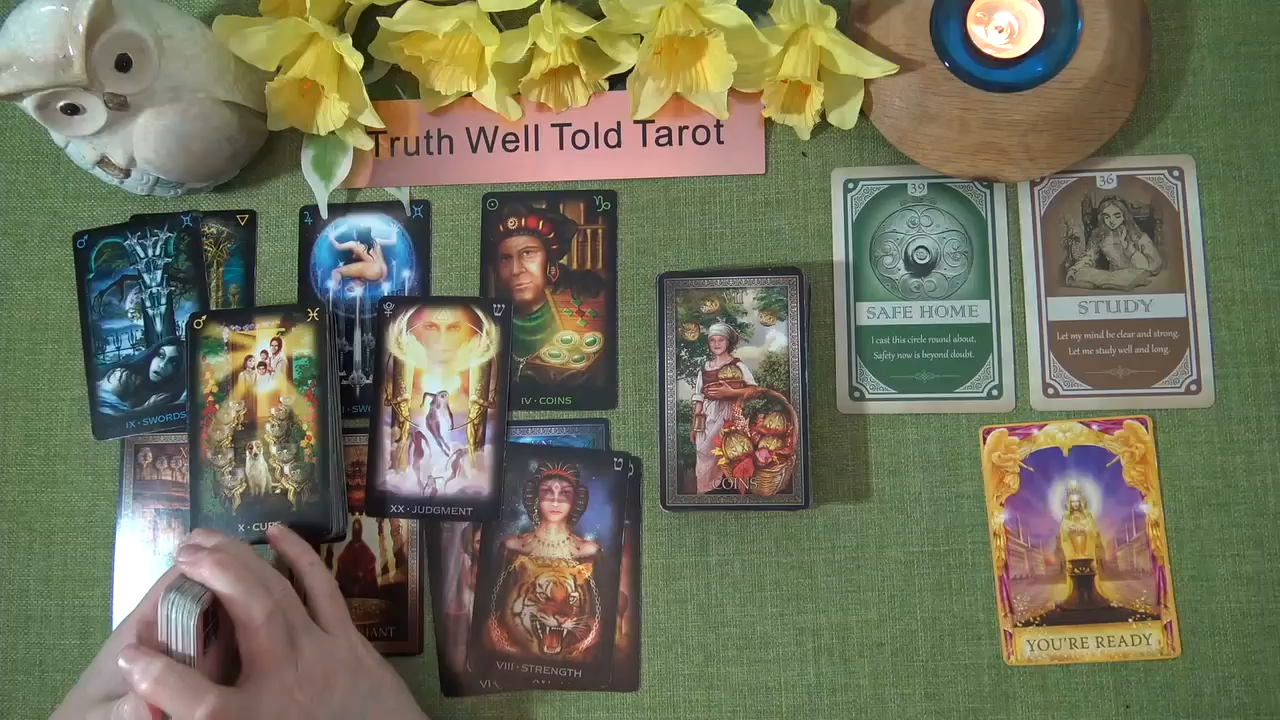 Truth Well Told Tarot
39
SAFE HOME
I cast this circle round about,
Safety now is beyond doubt.
36
STUDY
Let my mind be clear and strong.
Let me study well and long.
IX · SWORDS
IV · COINS
X · CUPS
XX · JUDGMENT
COINS
VIII · STRENGTH
YOU'RE READY